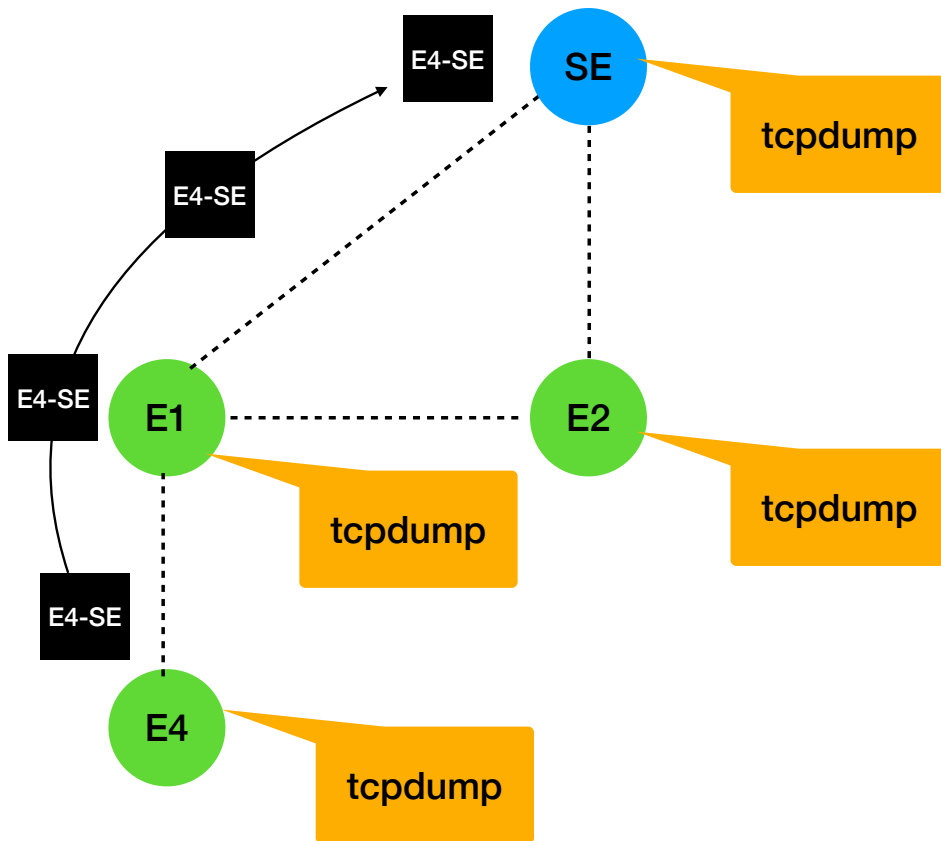 E4-SE
SE
tcpdump
E4-SE
E4-SE
E1
E2
tcpdump
tcpdump
E4-SE
E4
tcpdump